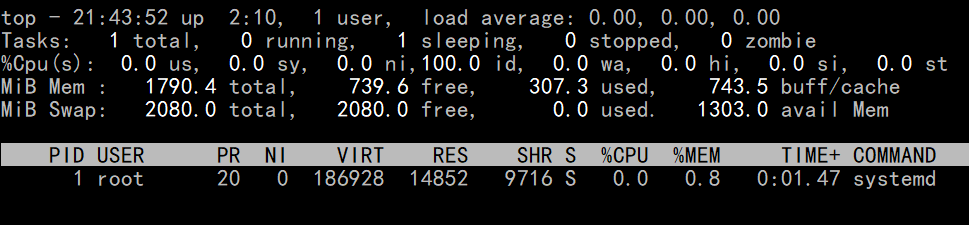 top - 21:43:52 up  2:10,  1 user,  load average: 0.00, 0.00, 0.00
Tasks:   1 total,   0 running,   1 sleeping,   0 stopped,   0 zombie
%Cpu(s):  0.0 us,  0.0 sy,  0.0 ni,100.0 id,  0.0 wa,  0.0 hi,  0.0 si,  0.0 st
MiB Mem :   1790.4 total,    739.6 free,    307.3 used,    743.5 buff/cache
MiB Swap:   2080.0 total,   2080.0 free,      0.0 used.   1303.0 avail Mem
PID USER      PR  NI    VIRT    RES    SHR S  %CPU  %MEM     TIME+ COMMAND
1 root      20   0  186928  14852   9716 S   0.0   0.8   0:01.47 systemd